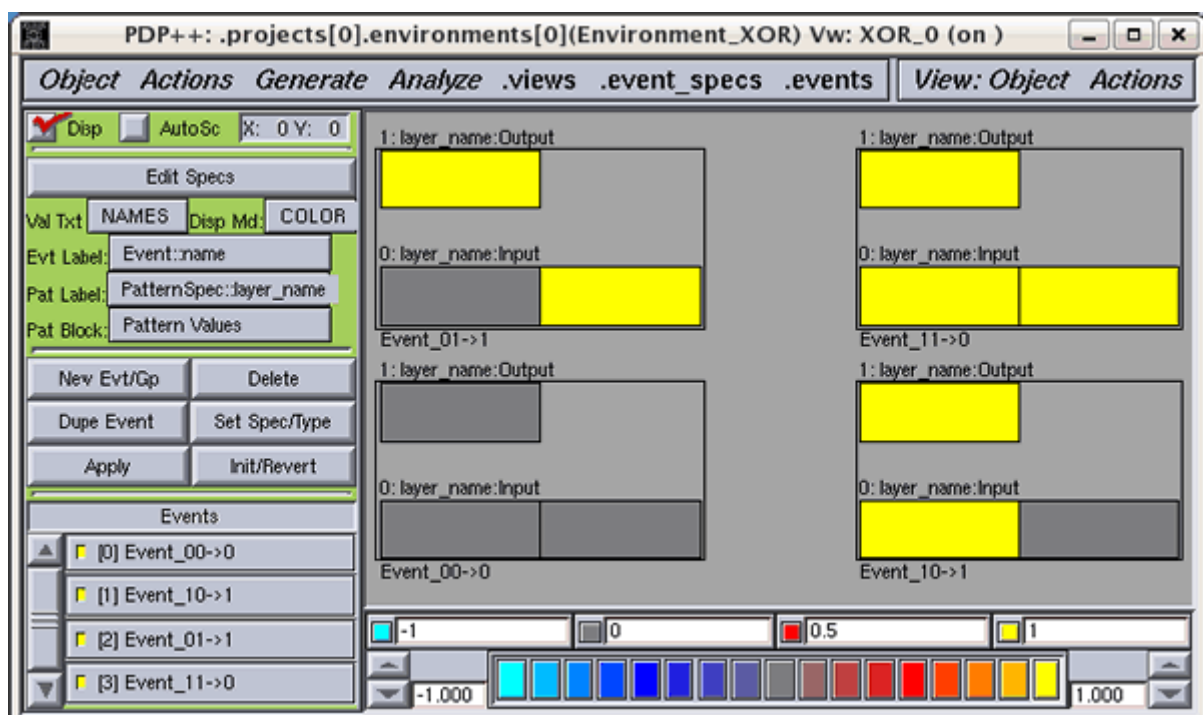 PDP++: .projects[0].environments[0](Environment_XOR) Vw: XOR_0 (on )
Object Actions Generate Analyze .views .event_specs .events View: Object Actions
Disp AutoSc X: 0 Y: 0
Edit Specs
Val Txt NAMES Disp Md: COLOR
Evt Label: Event::name
Pat Label: PatternSpec::layer_name
Pat Block: Pattern Values
New Evt/Gp Delete
Dupe Event Set Spec/Type
Apply Init/Revert
Events
[0] Event_00->0
[1] Event_10->1
[2] Event_01->1
[3] Event_11->0
1: layer_name:Output
0: layer_name:Input
Event_01->1
1: layer_name:Output
0: layer_name:Input
Event_11->0
1: layer_name:Output
0: layer_name:Input
Event_00->0
1: layer_name:Output
0: layer_name:Input
Event_10->1
-1 0 0.5 1
-1.000 1.000